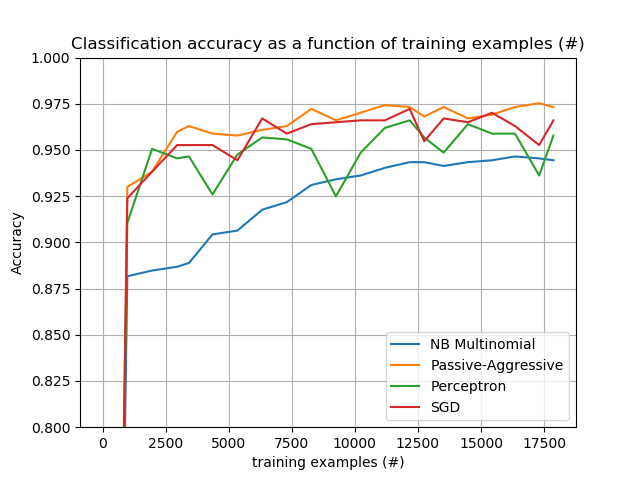 Classification accuracy as a function of training examples (#)
1.000
0.975
0.950
0.925
0.900
0.875
0.850
0.825
0.800
Accuracy
NB Multinomial
Passive-Aggressive
Perceptron
SGD
0 2500 5000 7500 10000 12500 15000 17500
training examples (#)